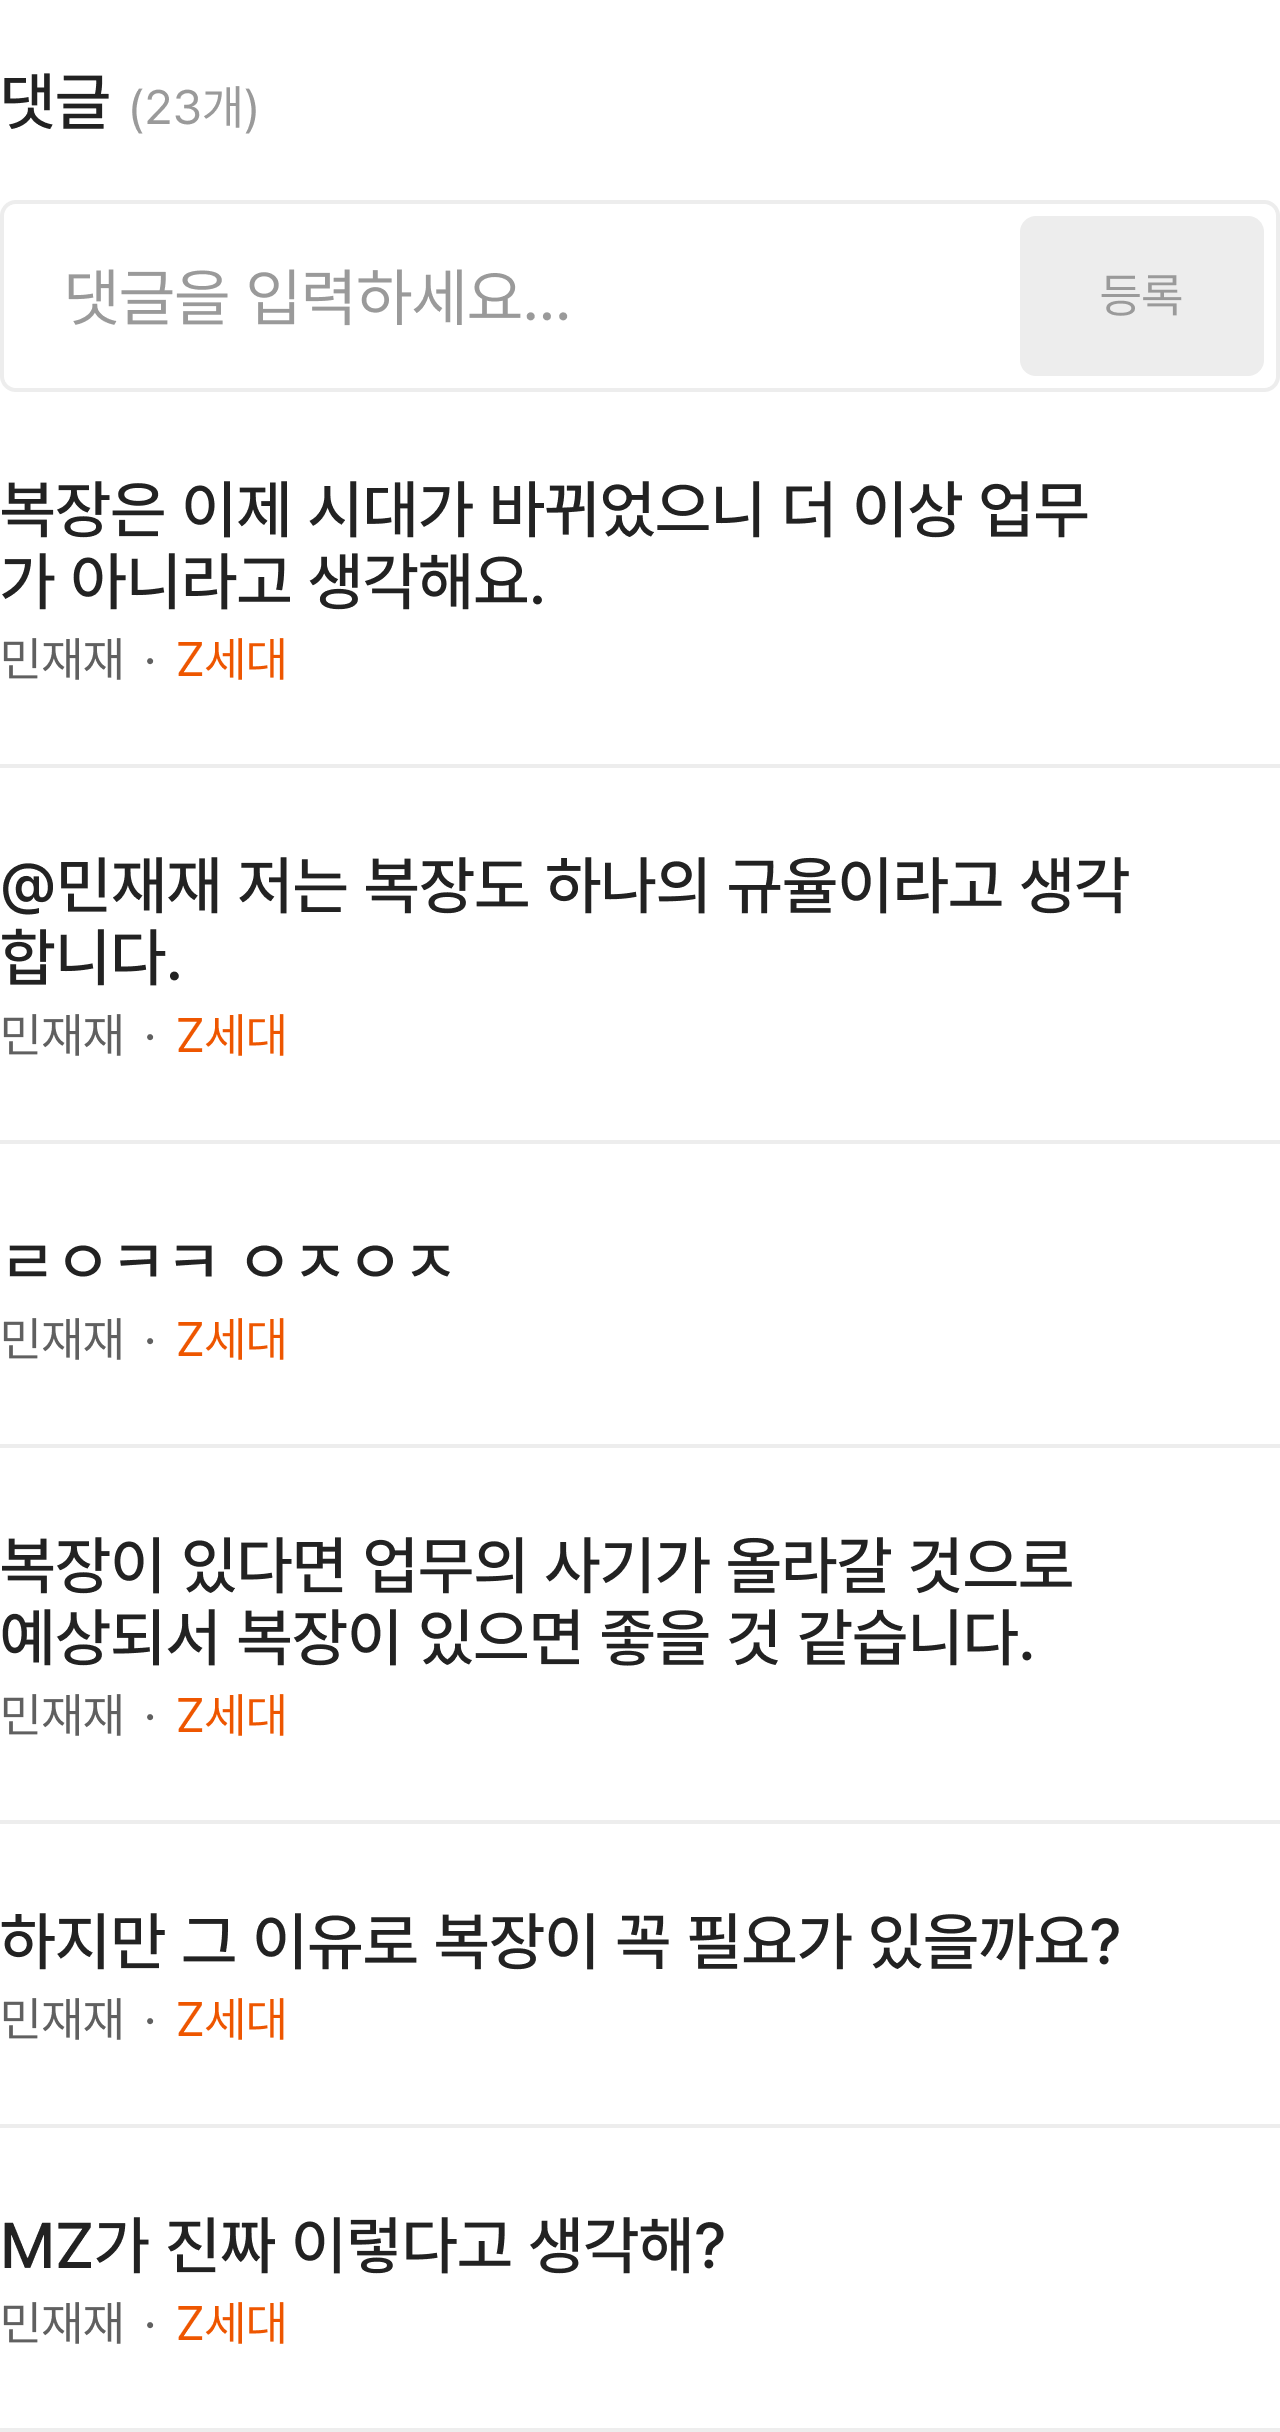 댓글 (23개)
댓글을 입력하세요... 등록
복장은 이제 시대가 바뀌었으니 더 이상 업무
가 아니라고 생각해요.
민재재 · Z세대
@민재재 저는 복장도 하나의 규율이라고 생각
합니다.
민재재 · Z세대
ㄹㅇㅋㅋ ㅇㅈㅇㅈ
민재재 · Z세대
복장이 있다면 업무의 사기가 올라갈 것으로
예상되서 복장이 있으면 좋을 것 같습니다.
민재재 · Z세대
하지만 그 이유로 복장이 꼭 필요가 있을까요?
민재재 · Z세대
MZ가 진짜 이렇다고 생각해?
민재재 · Z세대